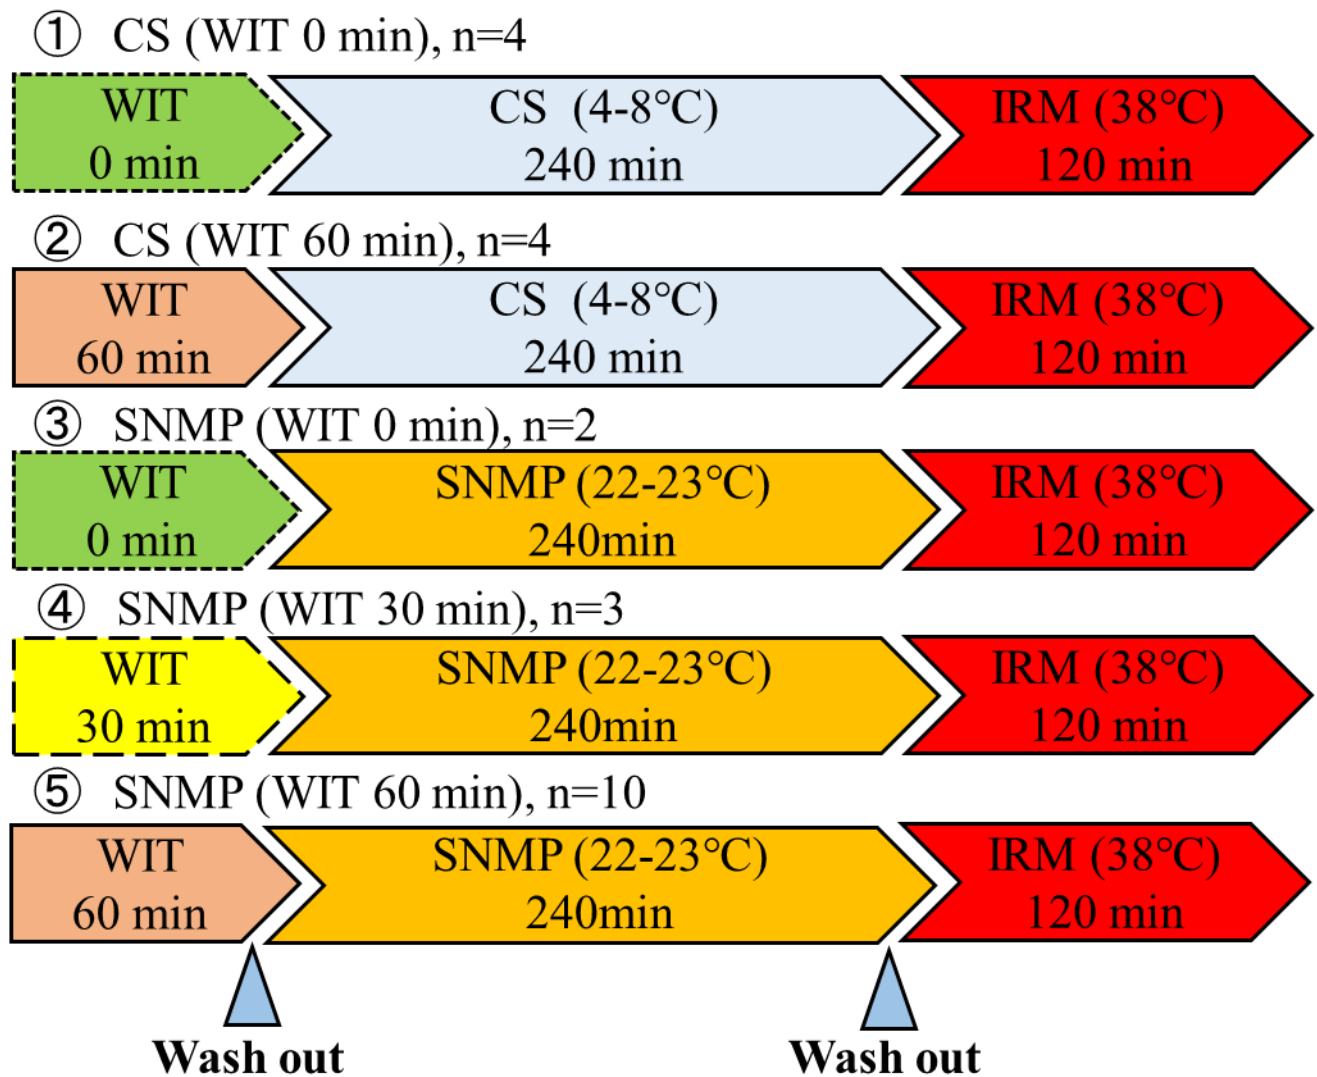 ① CS (WIT 0 min), n=4
WIT
0 min
CS (4-8℃)
240 min
IRM (38℃)
120 min
② CS (WIT 60 min), n=4
WIT
60 min
CS (4-8℃)
240 min
IRM (38℃)
120 min
③ SNMP (WIT 0 min), n=2
WIT
0 min
SNMP (22-23℃)
240min
IRM (38℃)
120 min
④ SNMP (WIT 30 min), n=3
WIT
30 min
SNMP (22-23℃)
240min
IRM (38℃)
120 min
⑤ SNMP (WIT 60 min), n=10
WIT
60 min
SNMP (22-23℃)
240min
IRM (38℃)
120 min
Wash out
Wash out